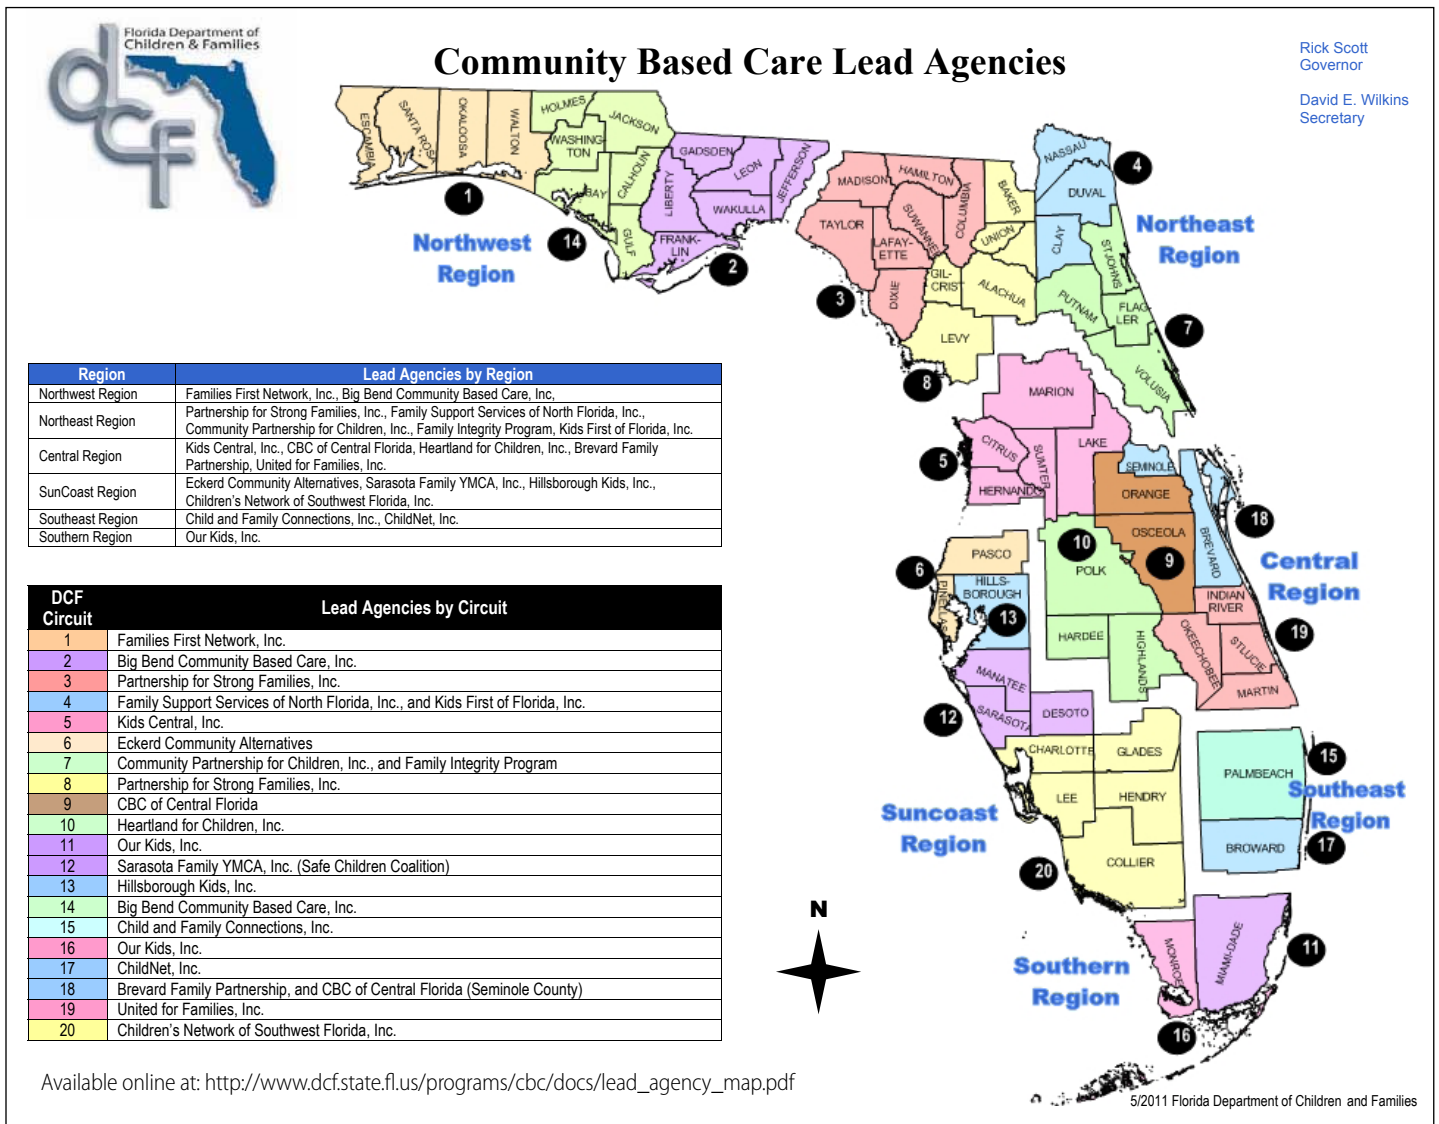 Florida Department of
Children & Families
dcf
Community Based Care Lead Agencies
Rick Scott
Governor
David E. Wilkins
Secretary
ESCAMBIA
SANTA ROSA
OKALOOSA
WALTON
HOLMES
JACKSON
WASHING-
TON
BAY
CALHOUN
GULF
GADSDEN
LIBERTY
LEON
JEFFERSON
WAKULLA
FRANK-
LIN
1
14
2
Northwest
Region
MADISON
HAMILTON
TAYLOR
SUWANNEE
COLUMBIA
LAFAY-
ETTE
DIXIE
BAKER
UNION
GIL-
CRIST
ALACHUA
LEVY
NASSAU
DUVAL
CLAY
ST JOHNS
PUTNAM
FLAG-
LER
VOLUSIA
3
8
4
7
Northeast
Region
Region
Lead Agencies by Region
Northwest Region
Families First Network, Inc., Big Bend Community Based Care, Inc,
Northeast Region
Partnership for Strong Families, Inc., Family Support Services of North Florida, Inc.,
Community Partnership for Children, Inc., Family Integrity Program, Kids First of Florida, Inc.
Central Region
Kids Central, Inc., CBC of Central Florida, Heartland for Children, Inc., Brevard Family
Partnership, United for Families, Inc.
SunCoast Region
Eckerd Community Alternatives, Sarasota Family YMCA, Inc., Hillsborough Kids, Inc.,
Children's Network of Southwest Florida, Inc.
Southeast Region
Child and Family Connections, Inc., ChildNet, Inc.
Southern Region
Our Kids, Inc.
MARION
CITRUS
SUMTER
LAKE
HERNANDO
SEMINOLE
ORANGE
OSCEOLA
BREVARD
5
18
10
9
POLK
Central
Region
PASCO
PINELLAS
HILLS-
BOROUGH
6
13
HARDEE
HIGHLANDS
INDIAN
RIVER
OKEECHOBEE
ST LUCIE
MARTIN
19
MANATEE
SARASOTA
DESOTO
12
CHARLOTTE
GLADES
LEE
HENDRY
COLLIER
20
Suncoast
Region
PALMBEACH
BROWARD
15
17
Southeast
Region
MONROE
MIAMI-DADE
11
16
Southern
Region
N
DCF
Circuit
Lead Agencies by Circuit
1 Families First Network, Inc.
2 Big Bend Community Based Care, Inc.
3 Partnership for Strong Families, Inc.
4 Family Support Services of North Florida, Inc., and Kids First of Florida, Inc.
5 Kids Central, Inc.
6 Eckerd Community Alternatives
7 Community Partnership for Children, Inc., and Family Integrity Program
8 Partnership for Strong Families, Inc.
9 CBC of Central Florida
10 Heartland for Children, Inc.
11 Our Kids, Inc.
12 Sarasota Family YMCA, Inc. (Safe Children Coalition)
13 Hillsborough Kids, Inc.
14 Big Bend Community Based Care, Inc.
15 Child and Family Connections, Inc.
16 Our Kids, Inc.
17 ChildNet, Inc.
18 Brevard Family Partnership, and CBC of Central Florida (Seminole County)
19 United for Families, Inc.
20 Children's Network of Southwest Florida, Inc.
Available online at: http://www.dcf.state.fl.us/programs/cbc/docs/lead_agency_map.pdf
5/2011 Florida Department of Children and Families